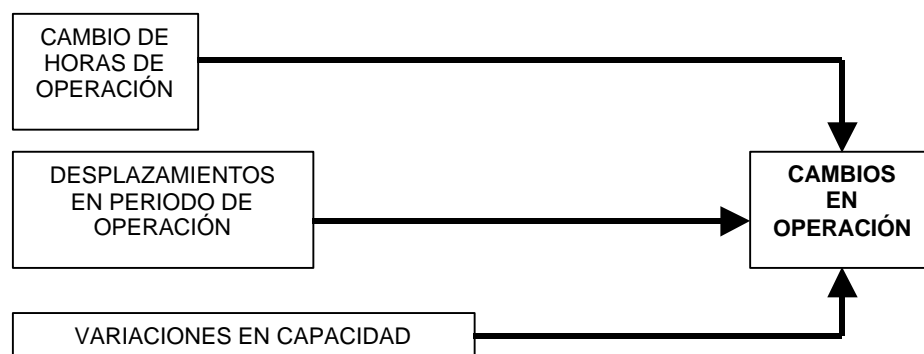 CAMBIO DE
HORAS DE
OPERACIÓN
DESPLAZAMIENTOS
EN PERIODO DE
OPERACIÓN
CAMBIOS
EN
OPERACIÓN
VARIACIONES EN CAPACIDAD